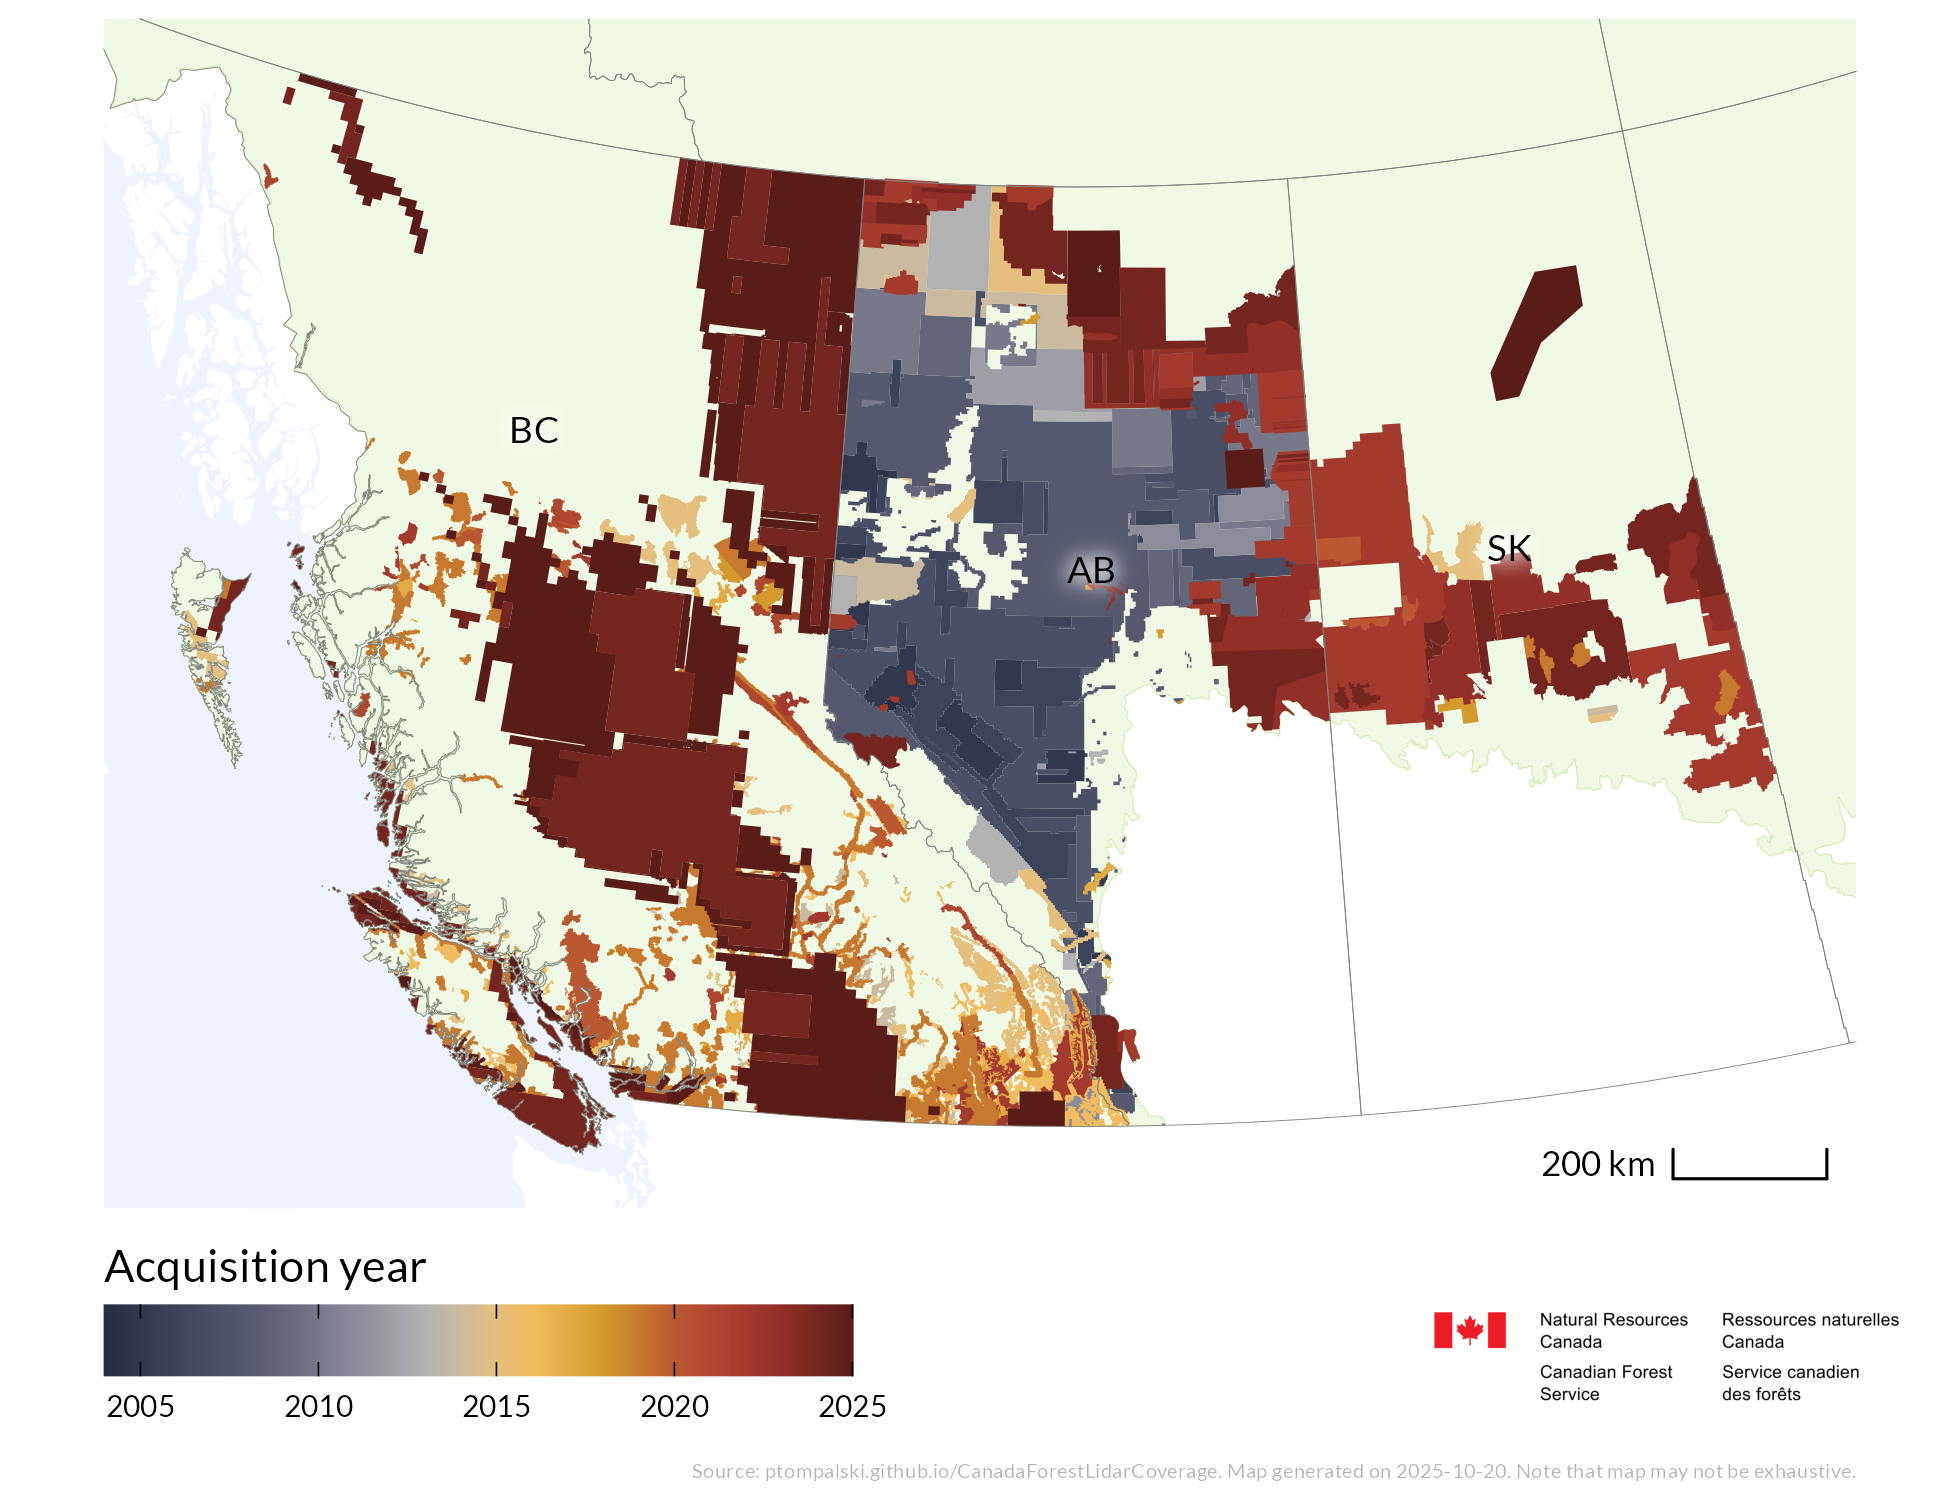 BC
AB
SK
200 km
Acquisition year
2005 2010 2015 2020 2025
Natural Resources Canada
Ressources naturelles Canada
Canadian Forest Service
Service canadien des forêts
Source: ptompalski.github.io/CanadaForestLidarCoverage. Map generated on 2025-10-20. Note that map may not be exhaustive.